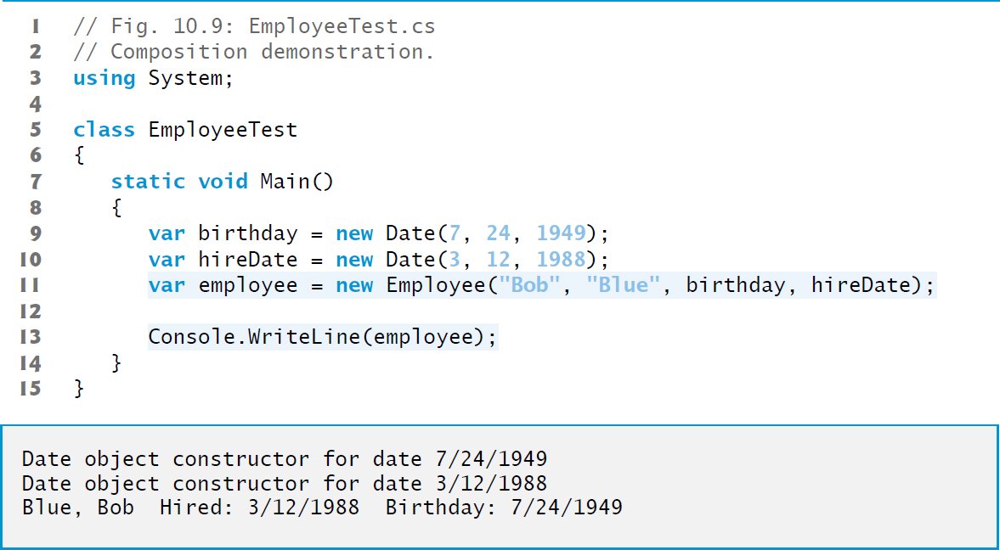 1 // Fig. 10.9: EmployeeTest.cs
2 // Composition demonstration.
3 using System;
4
5 class EmployeeTest
6 {
7    static void Main()
8    {
9       var birthday = new Date(7, 24, 1949);
10       var hireDate = new Date(3, 12, 1988);
11       var employee = new Employee("Bob", "Blue", birthday, hireDate);
12
13       Console.WriteLine(employee);
14    }
15 }
Date object constructor for date 7/24/1949
Date object constructor for date 3/12/1988
Blue, Bob  Hired: 3/12/1988  Birthday: 7/24/1949